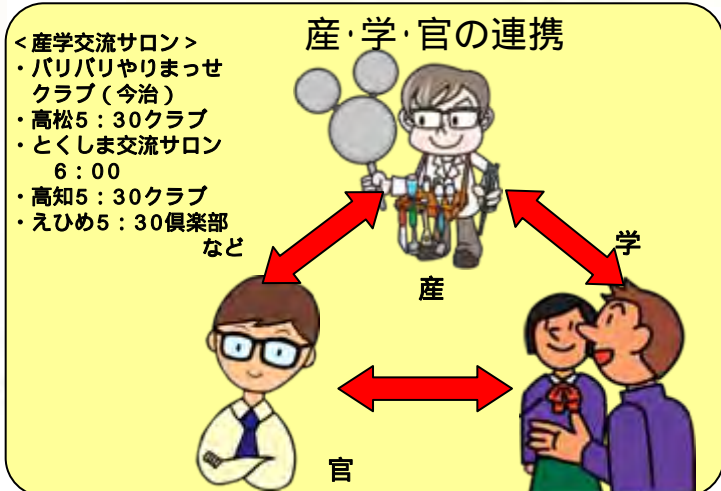 産・学・官の連携
<産学交流サロン>
・バリバリやりまっせ
クラブ(今治)
・高松5:30クラブ
・とくしま交流サロン
6:00
・高知5:30クラブ
・えひめ5:30倶楽部
など
学
産
官